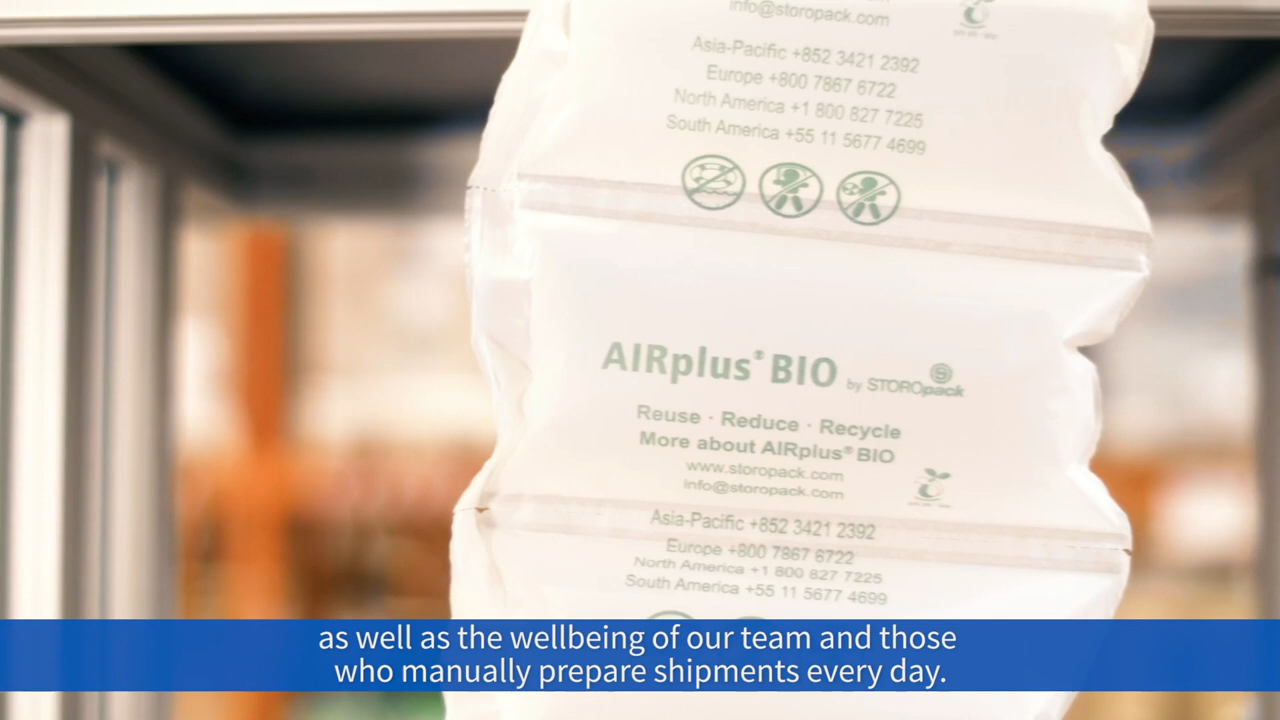 info@storopack.com
Asia-Pacific +852 3421 2392
Europe +800 7867 6722
North America +1 800 827 7225
South America +55 11 5677 4699
AIRplus® BIO by STOROpack
Reuse · Reduce · Recycle
More about AIRplus® BIO
www.storopack.com
info@storopack.com
Asia-Pacific +852 3421 2392
Europe +800 7867 6722
North America +1 800 827 7225
South America +55 11 5677 4699
as well as the wellbeing of our team and those
who manually prepare shipments every day.